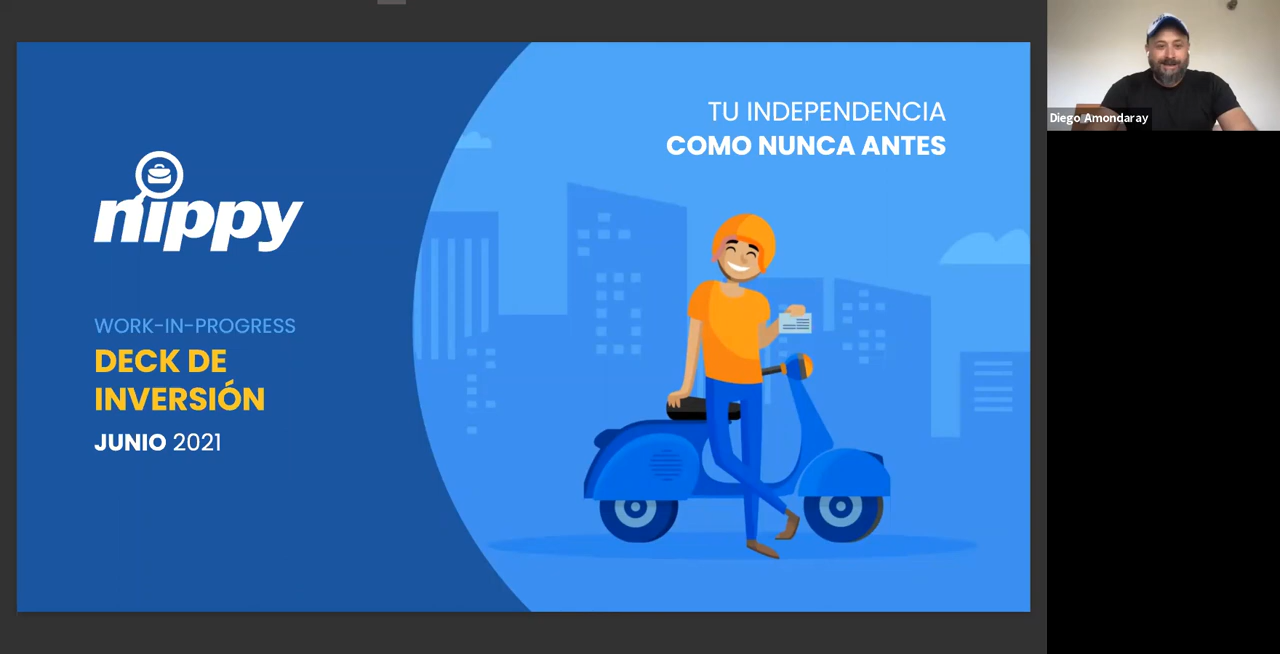 nippy
WORK-IN-PROGRESS
DECK DE
INVERSIÓN
JUNIO 2021
TU INDEPENDENCIA
COMO NUNCA ANTES
Diego Amondaray